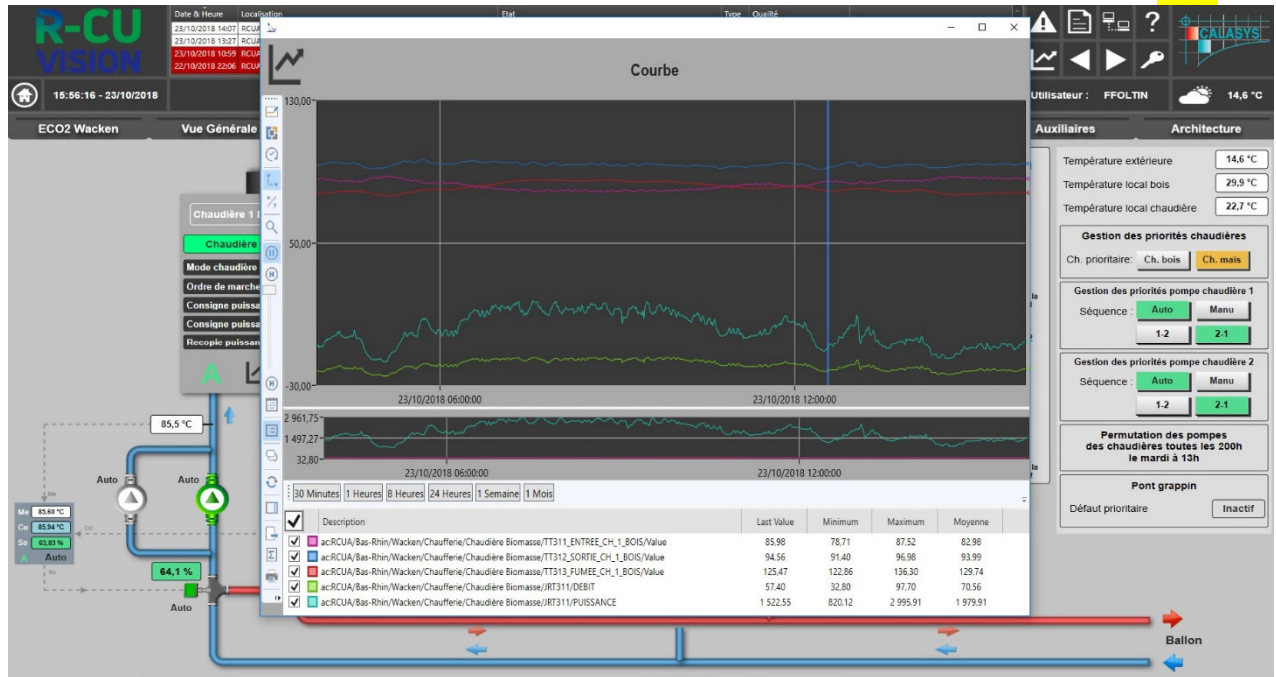 R-CU
VISION
Date & Heure Localisation Etat Type Qualité
23/10/2018 14:07 RCUA
23/10/2018 13:27 RCUA
23/10/2018 10:59 RCUA
22/10/2018 22:06 RCUA
?
CALASYS
15:56:16 - 23/10/2018
Utilisateur : FFOLTIN
14,6 °C
ECO2 Wacken
Vue Générale
Auxiliaires
Architecture
Courbe
130,00
50,00
-30,00
23/10/2018 06:00:00 23/10/2018 12:00:00
2 961,75
1 497,27
32,80
23/10/2018 06:00:00 23/10/2018 12:00:00
30 Minutes 1 Heures 8 Heures 24 Heures 1 Semaine 1 Mois
Description Last Value Minimum Maximum Moyenne
ac:RCUA/Bas-Rhin/Wacken/Chaufferie/Chaudière Biomasse/TT311_ENTREE_CH_1_BOIS/Value 85,98 78,71 87,52 82,98
ac:RCUA/Bas-Rhin/Wacken/Chaufferie/Chaudière Biomasse/TT312_SORTIE_CH_1_BOIS/Value 94,56 91,40 96,98 93,99
ac:RCUA/Bas-Rhin/Wacken/Chaufferie/Chaudière Biomasse/TT313_FUMEE_CH_1_BOIS/Value 125,47 122,86 136,30 129,74
ac:RCUA/Bas-Rhin/Wacken/Chaufferie/Chaudière Biomasse/JRT311/DEBIT 57,40 32,80 97,70 70,56
ac:RCUA/Bas-Rhin/Wacken/Chaufferie/Chaudière Biomasse/JRT311/PUISSANCE 1 522,55 820,12 2 995,91 1 979,91
Chaudière 1
Chaudière
Mode chaudière
Ordre de marche
Consigne puissa
Consigne puissa
Recopie puissan
A
85,5 °C
Auto
Auto
Me
Me 85,60 °C
Co 85,94 °C
Co
So 63,83 %
A Auto
So
64,1 %
Auto
Température extérieure 14,6 °C
Température local bois 29,9 °C
Température local chaudière 22,7 °C
Gestion des priorités chaudières
Ch. prioritaire: Ch. bois Ch. maïs
Gestion des priorités pompe chaudière 1
Séquence : Auto Manu
1-2 2-1
Gestion des priorités pompe chaudière 2
Séquence : Auto Manu
1-2 2-1
Permutation des pompes
des chaudières toutes les 200h
le mardi à 13h
Pont grappin
Défaut prioritaire Inactif
Ballon